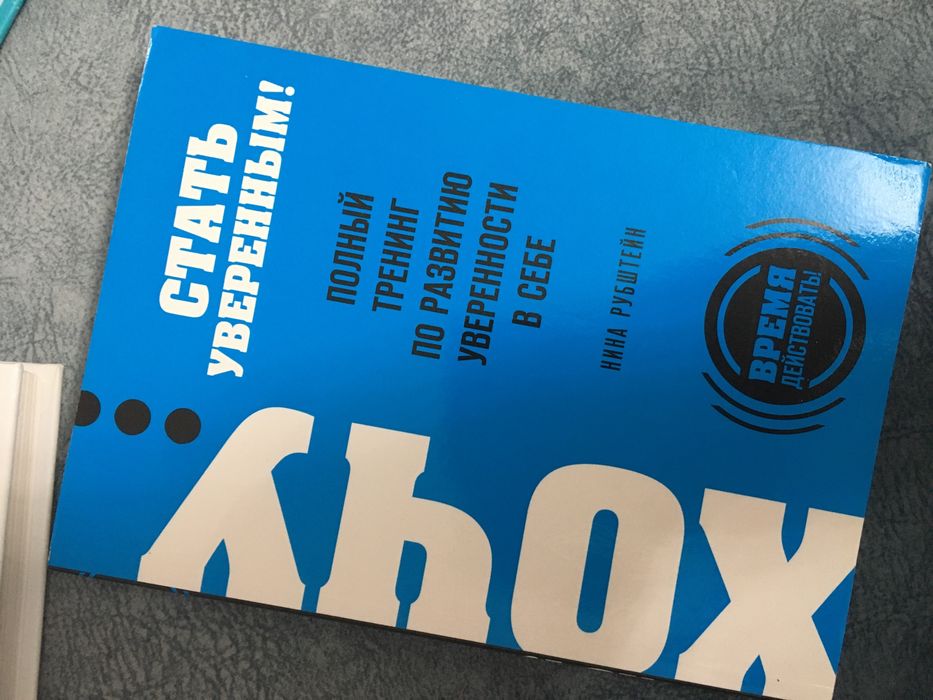 ХОЧУ
СТАТЬ
УВЕРЕННЫМ!
ПОЛНЫЙ
ТРЕНИНГ
ПО РАЗВИТИЮ
УВЕРЕННОСТИ
В СЕБЕ
НИНА РУБШТЕЙН
ВРЕМЯ
ДЕЙСТВОВАТЬ!